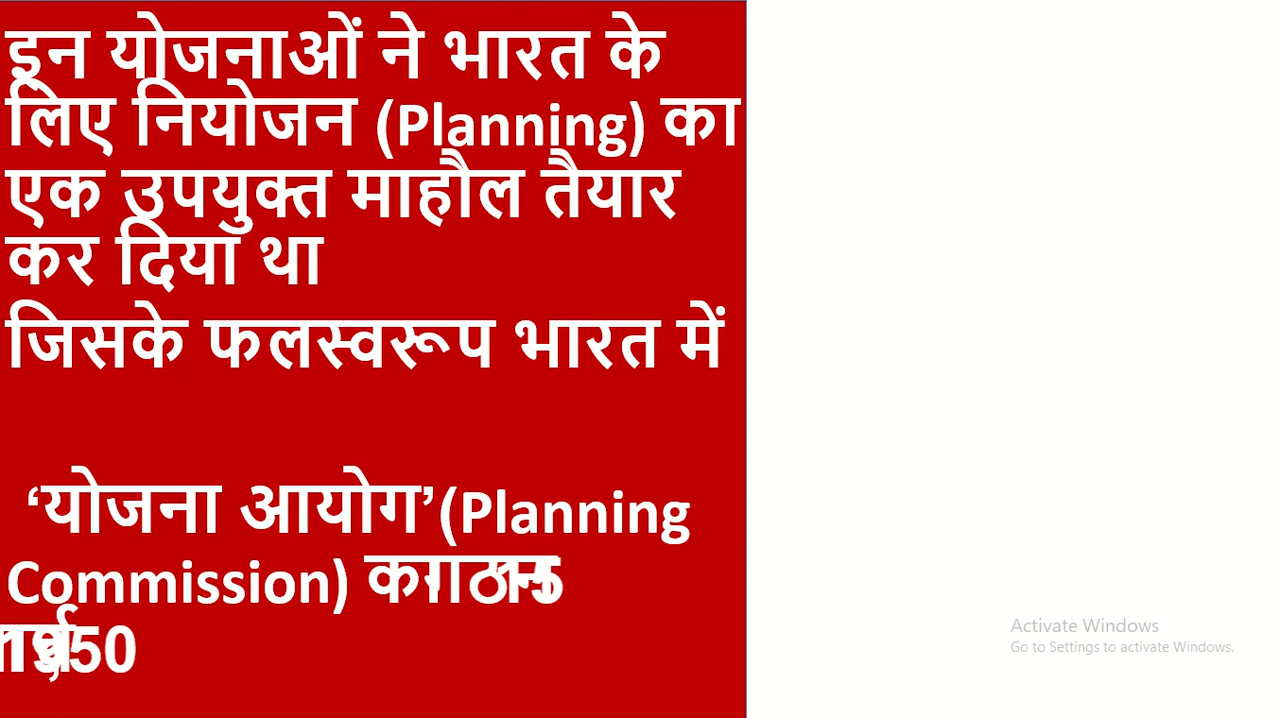 इन योजनाओं ने भारत के
लिए नियोजन (Planning) का
एक उपयुक्त माहौल तैयार
कर दिया था
जिसके फलस्वरूप भारत में
‘योजना आयोग’(Planning
Commission)
Activate Windows
Go to Settings to activate Windows.